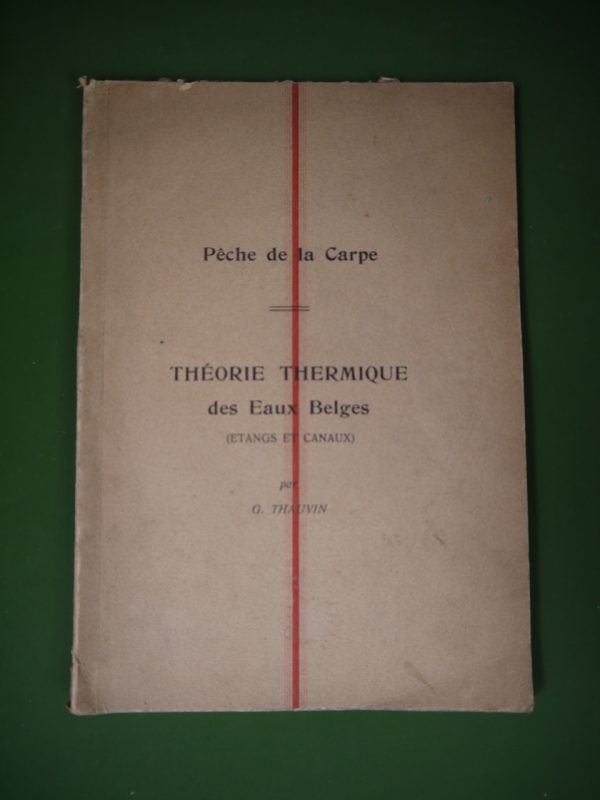 Pêche de la Carpe
THÉORIE THERMIQUE
des Eaux Belges
(ETANGS ET CANAUX)
par
G. THAUVIN